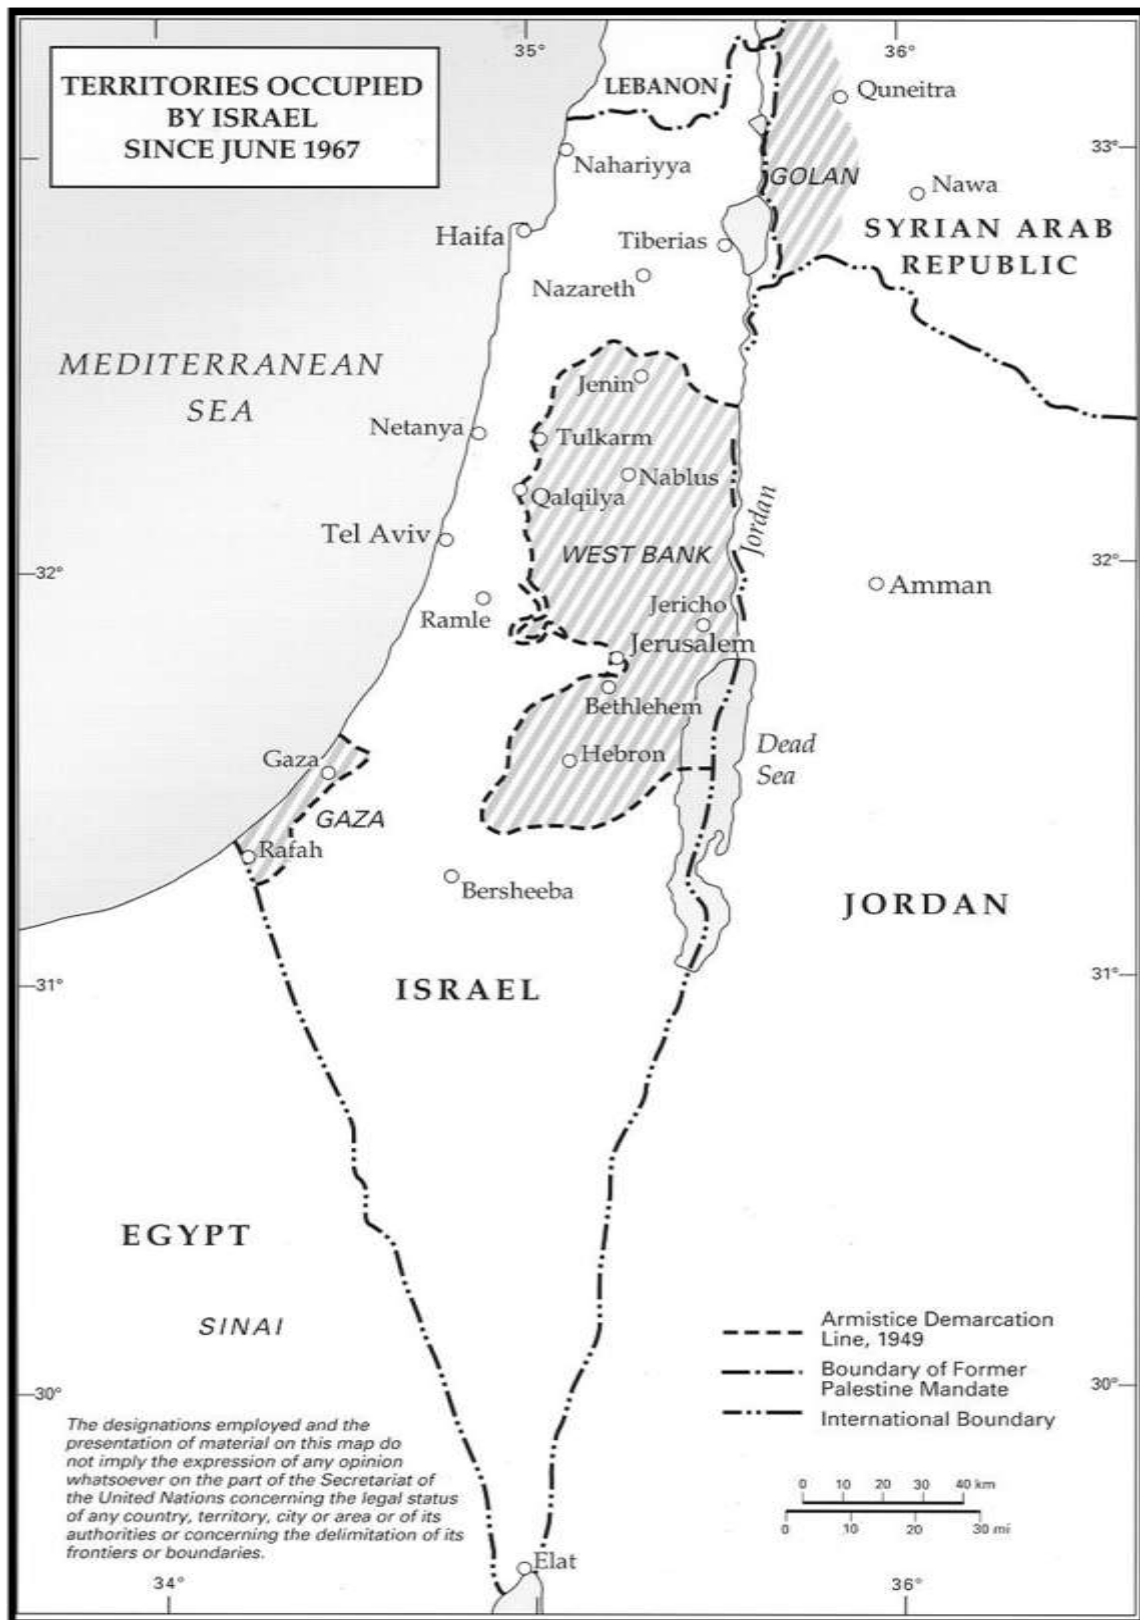 TERRITORIES OCCUPIED
BY ISRAEL
SINCE JUNE 1967
35°
36°
LEBANON
Quneitra
33°
Nahariyya
GOLAN
Nawa
Haifa
Tiberias
SYRIAN ARAB
REPUBLIC
Nazareth
MEDITERRANEAN
SEA
Jenin
Netanya
Tulkarm
Nablus
Qalqilya
Jordan
Tel Aviv
WEST BANK
32°
32°
Amman
Ramle
Jericho
Jerusalem
Bethlehem
Dead
Sea
Gaza
Hebron
GAZA
Rafah
Bersheeba
JORDAN
31°
31°
ISRAEL
EGYPT
SINAI
Armistice Demarcation
Line, 1949
Boundary of Former
Palestine Mandate
International Boundary
30°
30°
The designations employed and the
presentation of material on this map do
not imply the expression of any opinion
whatsoever on the part of the Secretariat of
the United Nations concerning the legal status
of any country, territory, city or area or of its
authorities or concerning the delimitation of its
frontiers or boundaries.
0 10 20 30 40 km
0 10 20 30 mi
Elat
34°
36°